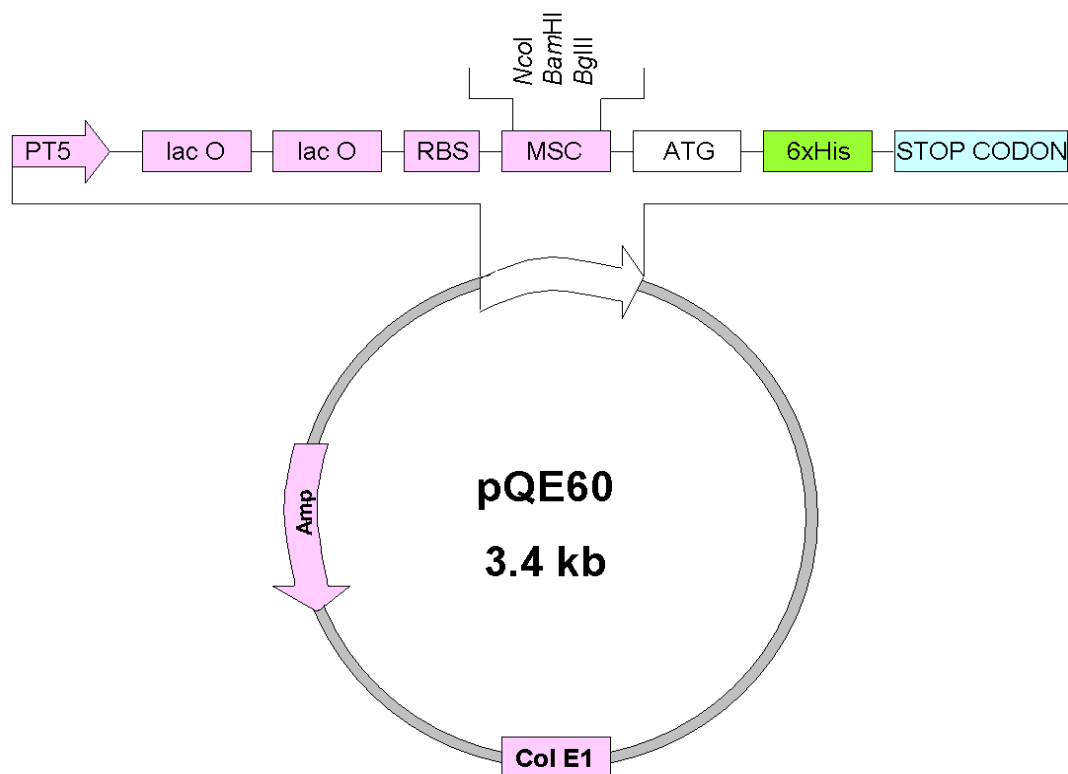 NcoI
BamHI
BglII
PT5 lac O lac O RBS MSC ATG 6xHis STOP CODON
Amp
pQE60
3.4 kb
Col E1